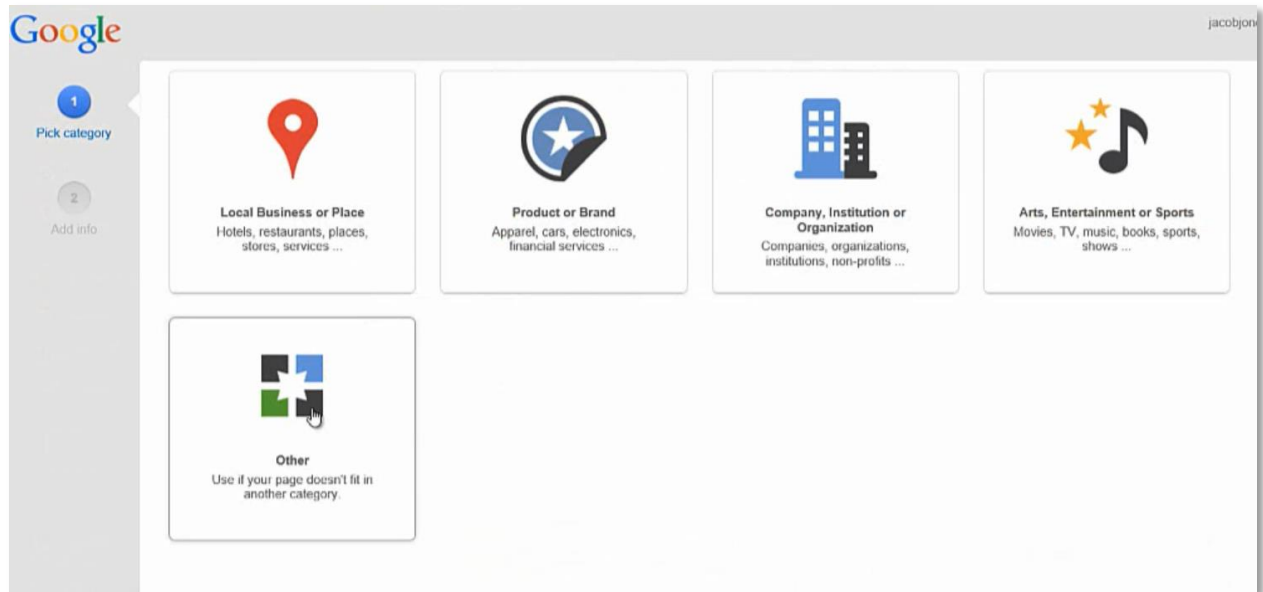 Google
jacobjon
1
Pick category
2
Add info
Local Business or Place
Hotels, restaurants, places,
stores, services ...
Product or Brand
Apparel, cars, electronics,
financial services ...
Company, Institution or
Organization
Companies, organizations,
institutions, non-profits ...
Arts, Entertainment or Sports
Movies, TV, music, books, sports,
shows ...
Other
Use if your page doesn't fit in
another category.